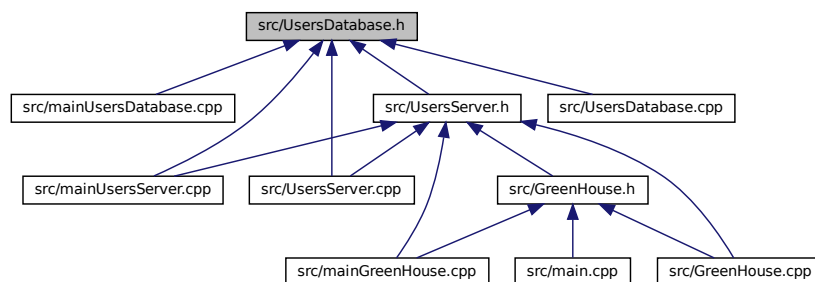 src/UsersDatabase.h
src/mainUsersDatabase.cpp
src/UsersServer.h
src/UsersDatabase.cpp
src/mainUsersServer.cpp
src/UsersServer.cpp
src/GreenHouse.h
src/mainGreenHouse.cpp
src/main.cpp
src/GreenHouse.cpp